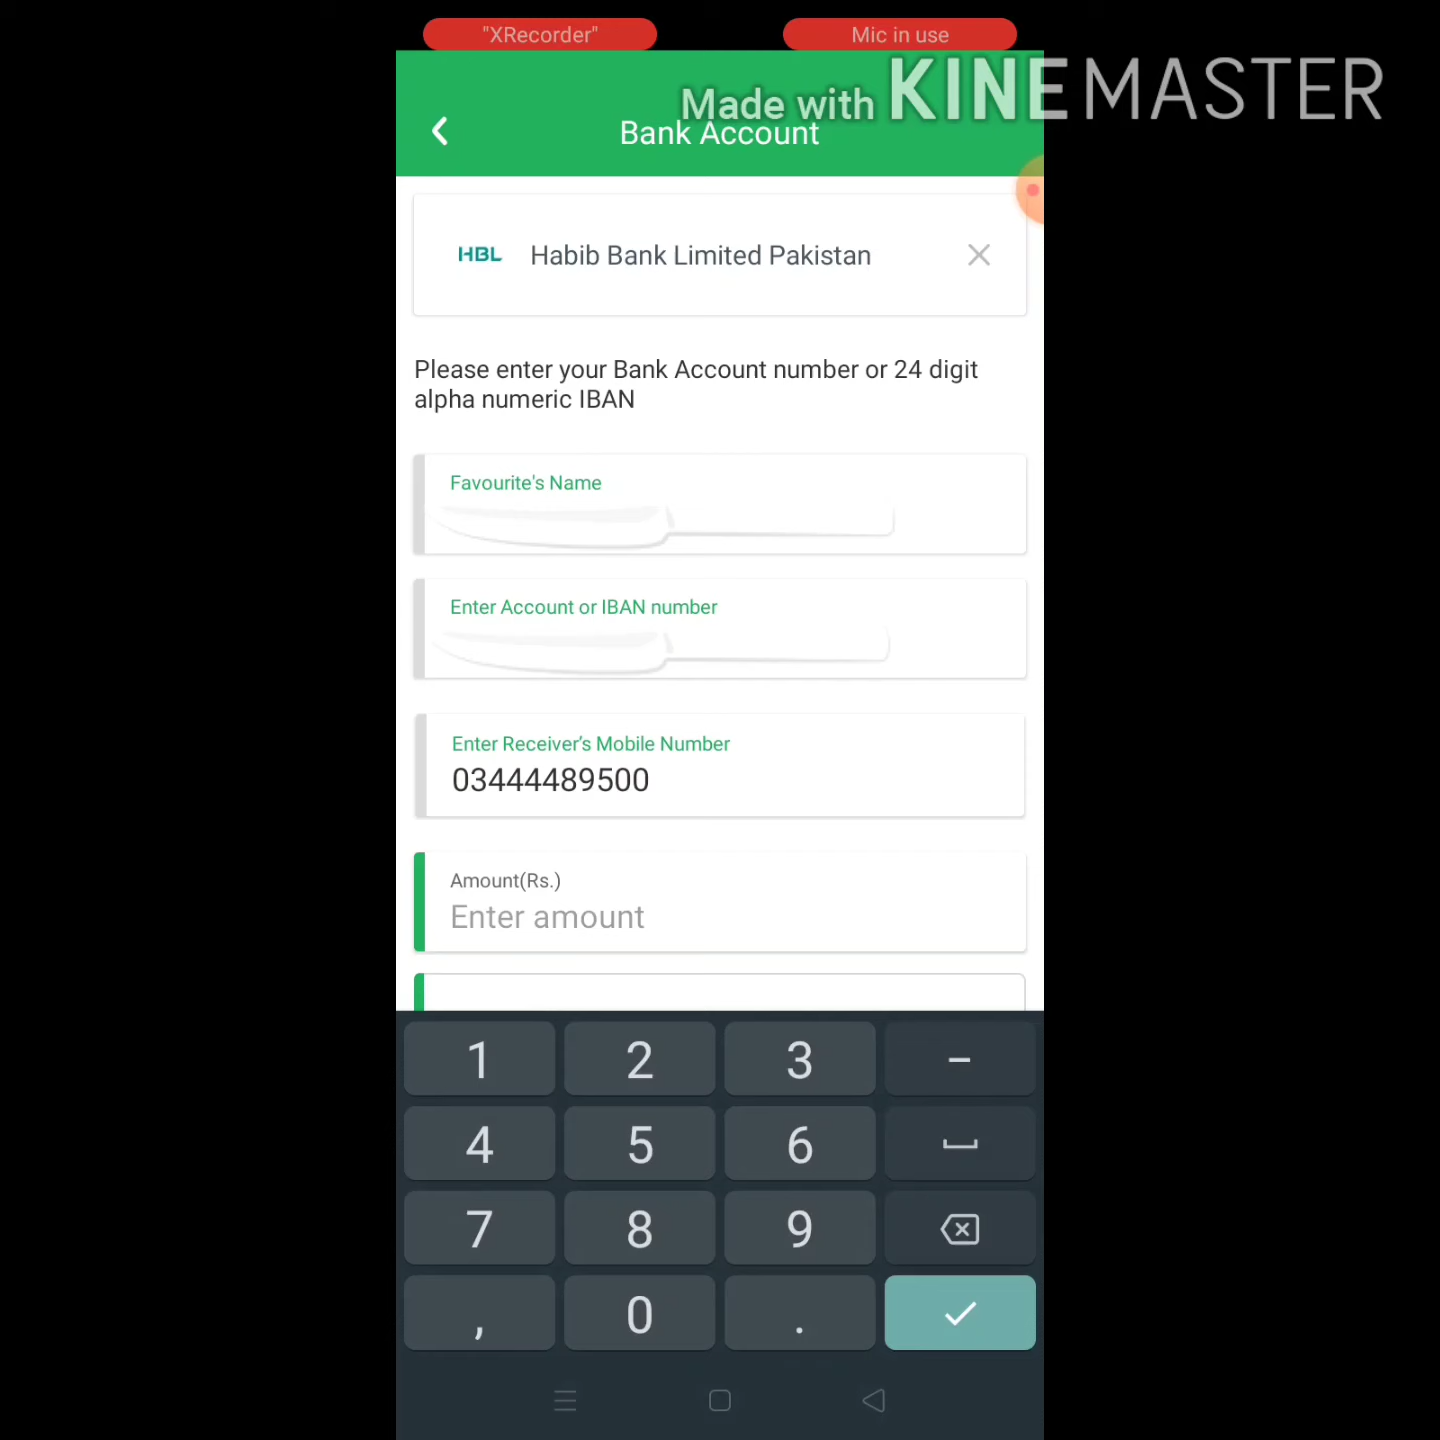 "XRecorder" Mic in use
Made with KINEMASTER
Bank Account
HBL Habib Bank Limited Pakistan
Please enter your Bank Account number or 24 digit
alpha numeric IBAN
Favourite's Name
Enter Account or IBAN number
Enter Receiver's Mobile Number
03444489500
Amount(Rs.)
Enter amount
1 2 3 -
4 5 6
7 8 9
, 0 .